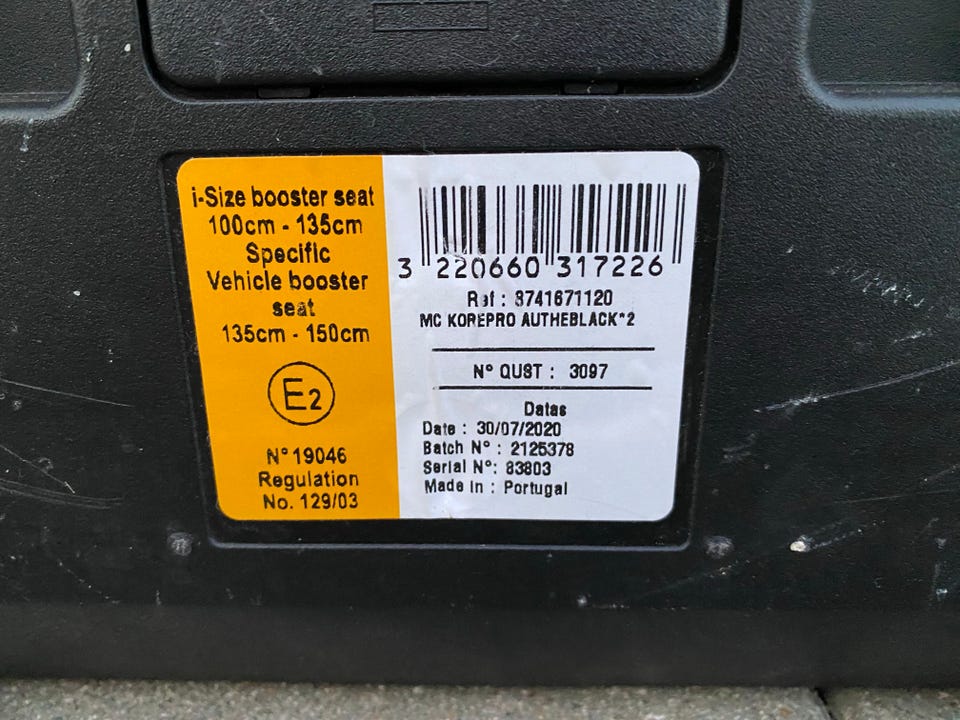 i-Size booster seat
100cm - 135cm
Specific
Vehicle booster
seat
135cm - 150cm
E2
N° 19046
Regulation
No. 129/03
3 220660 317226
Ref : 8741671120
MC KOREPRO AUTHEBLACK*2
N° QUST : 3097
Datas
Date : 30/07/2020
Batch N° : 2125378
Serial N°: 83803
Made In : Portugal